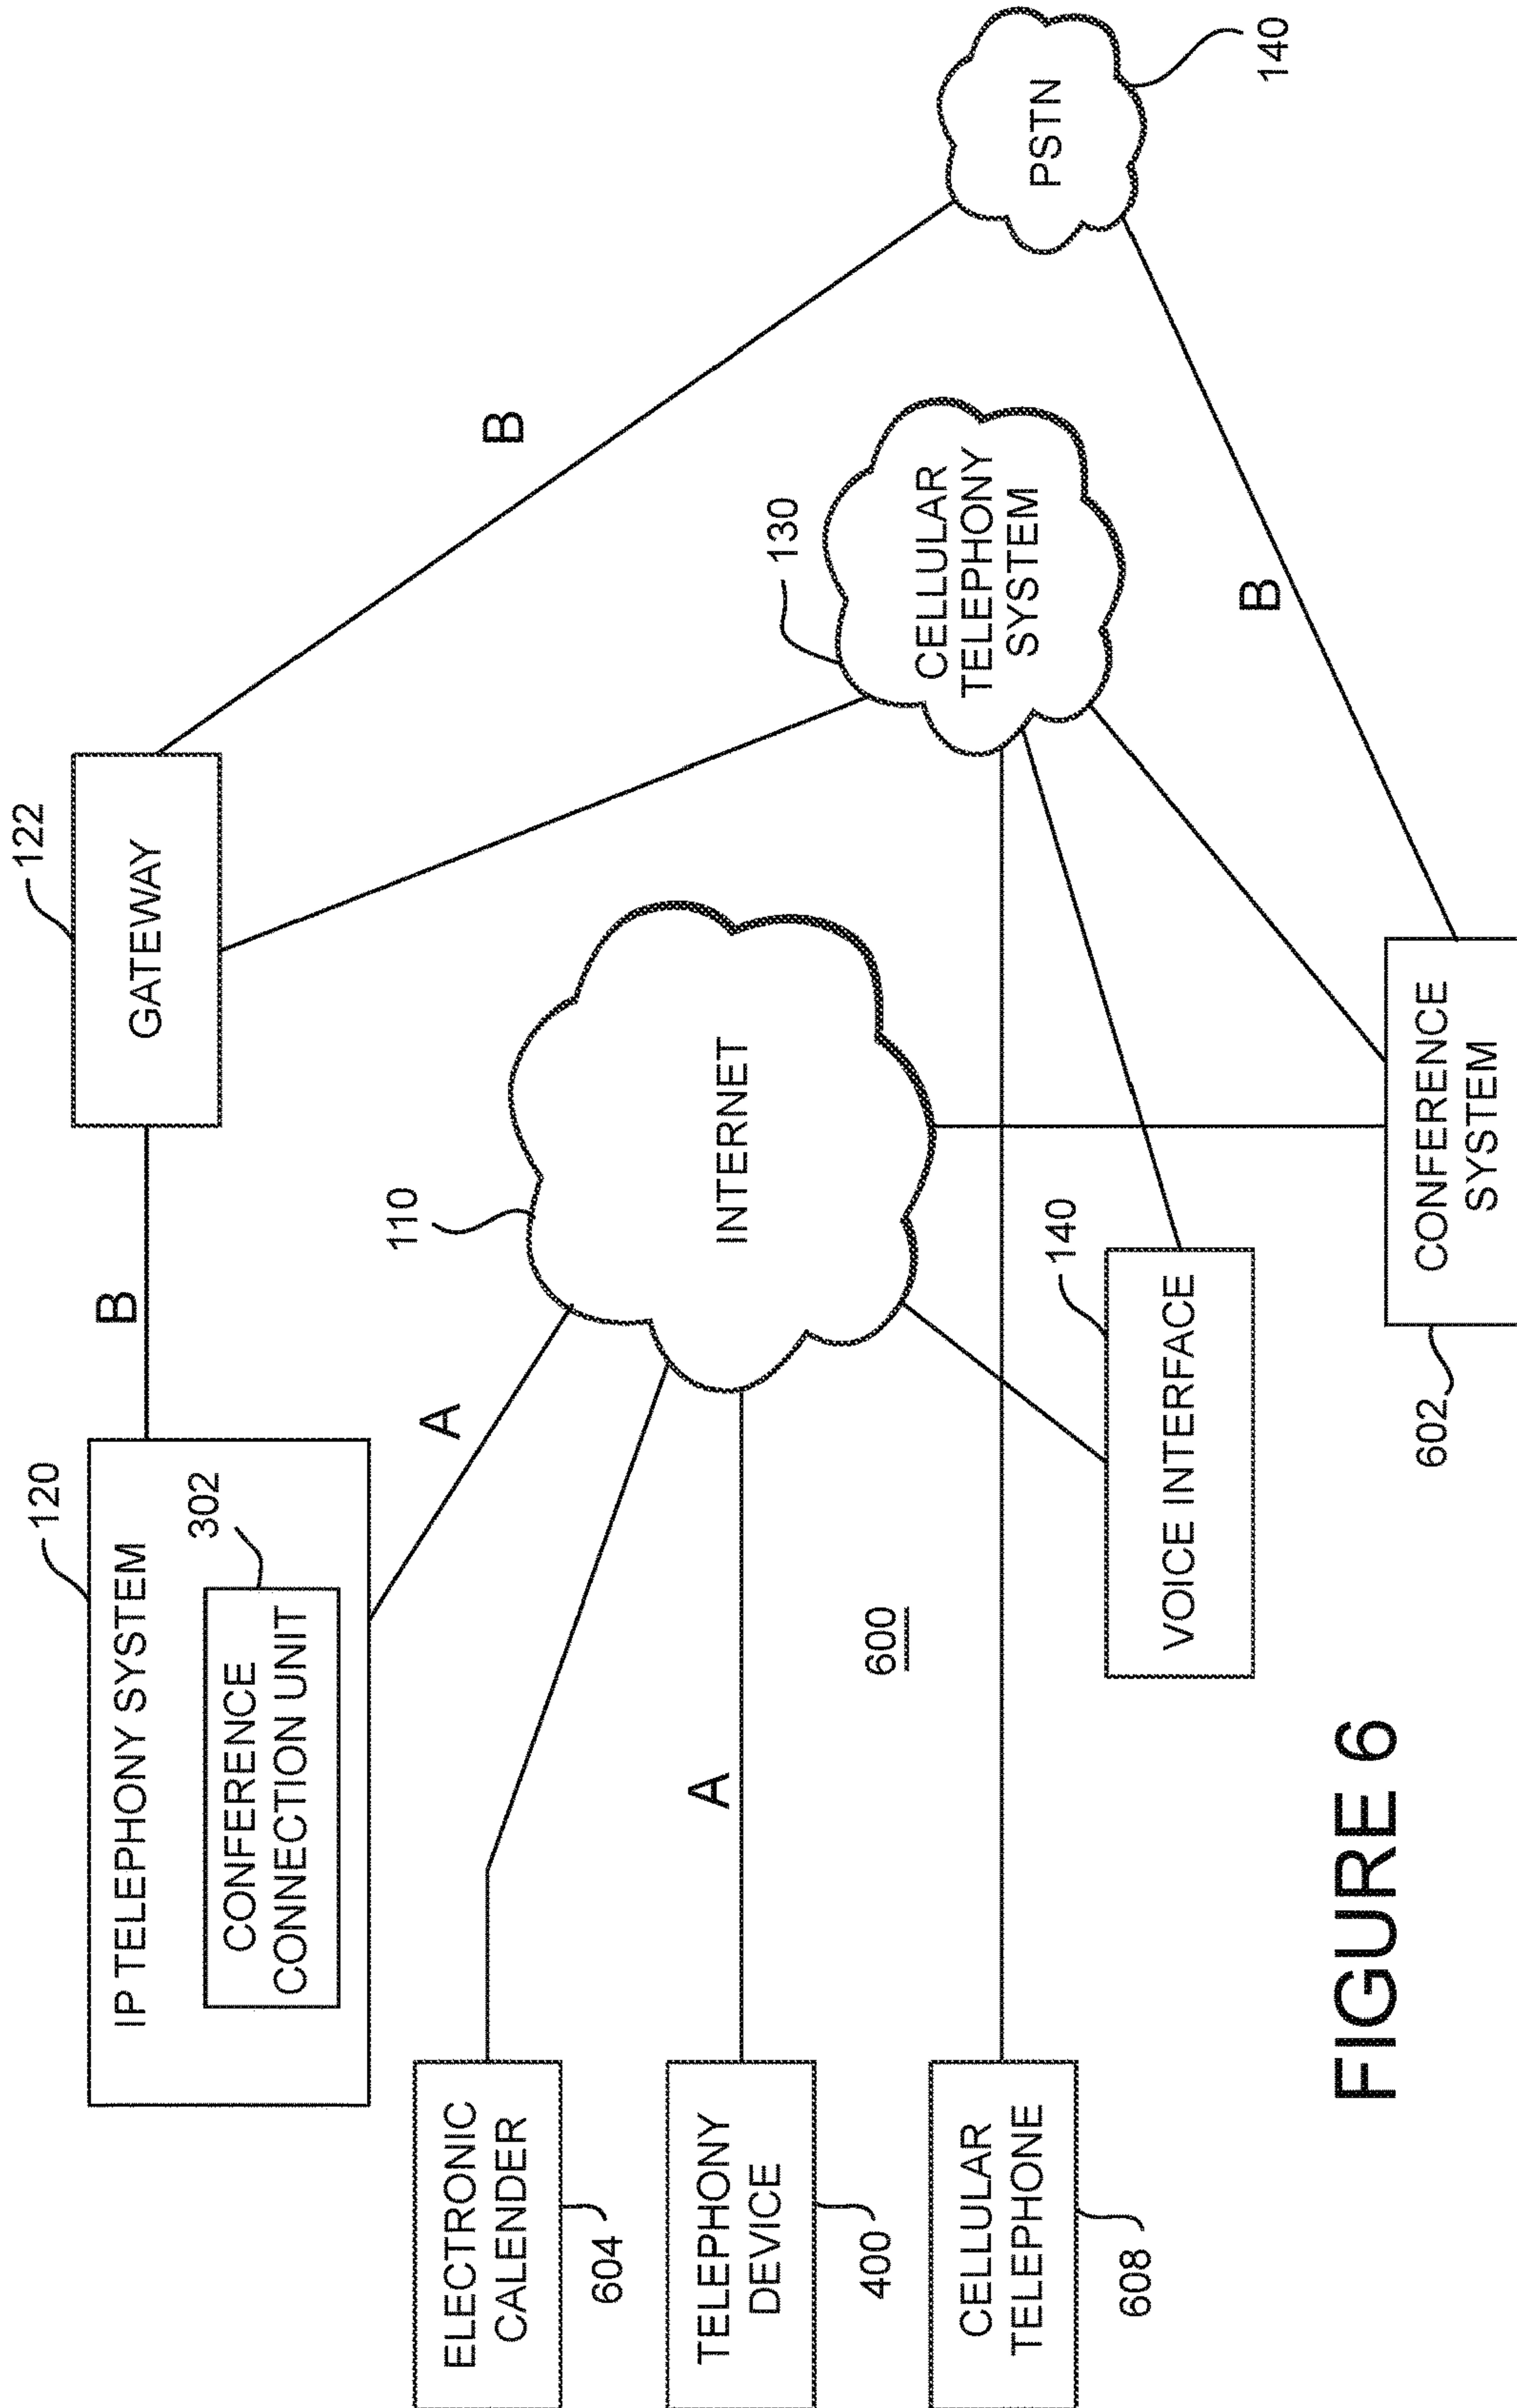 120
IP TELEPHONY SYSTEM
302
CONFERENCE
CONNECTION UNIT
B
122
GATEWAY
B
A
110
INTERNET
130
CELLULAR
TELEPHONY
SYSTEM
PSTN
140
ELECTRONIC
CALENDER
604
TELEPHONY
DEVICE
400
A
CELLULAR
TELEPHONE
608
600
140
VOICE INTERFACE
B
CONFERENCE
SYSTEM
602
FIGURE 6